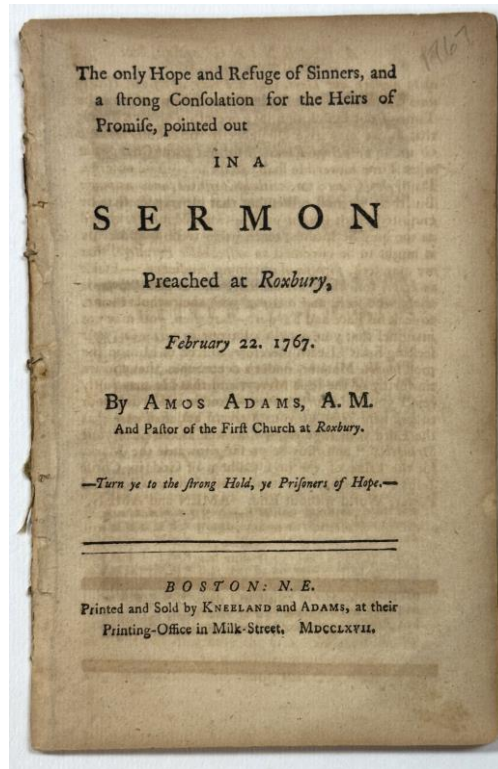 The only Hope and Refuge of Sinners, and
a ſtrong Conſolation for the Heirs of
Promiſe, pointed out
IN A
SERMON
Preached at Roxbury,
February 22. 1767.
By AMOS ADAMS, A. M.
And Paſtor of the Firſt Church at Roxbury.
—Turn ye to the ſtrong Hold, ye Priſoners of Hope.—
BOSTON: N. E.
Printed and Sold by KNEELAND and ADAMS, at their
Printing-Office in Milk-Street, MDCCLXVII.